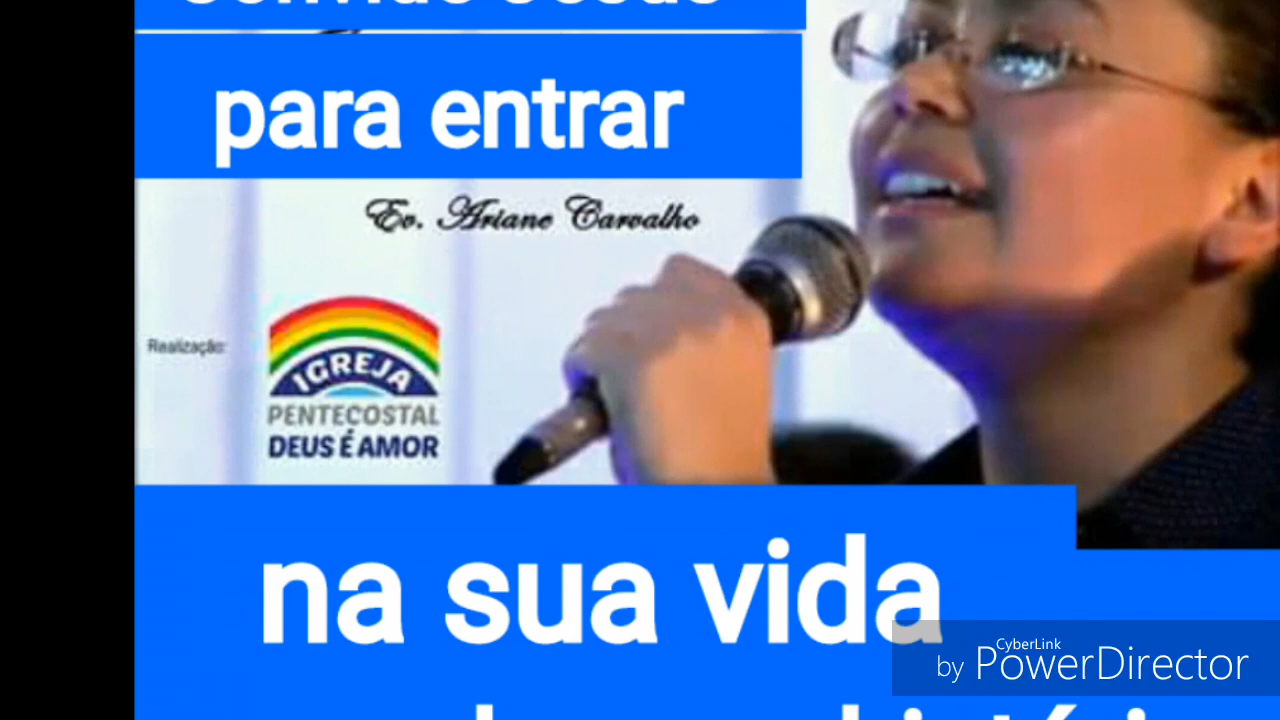 para entrar
Ev. Ariane Carvalho
Realização:
IGREJA
PENTECOSTAL
DEUS É AMOR
na sua vida
CyberLink
by PowerDirector